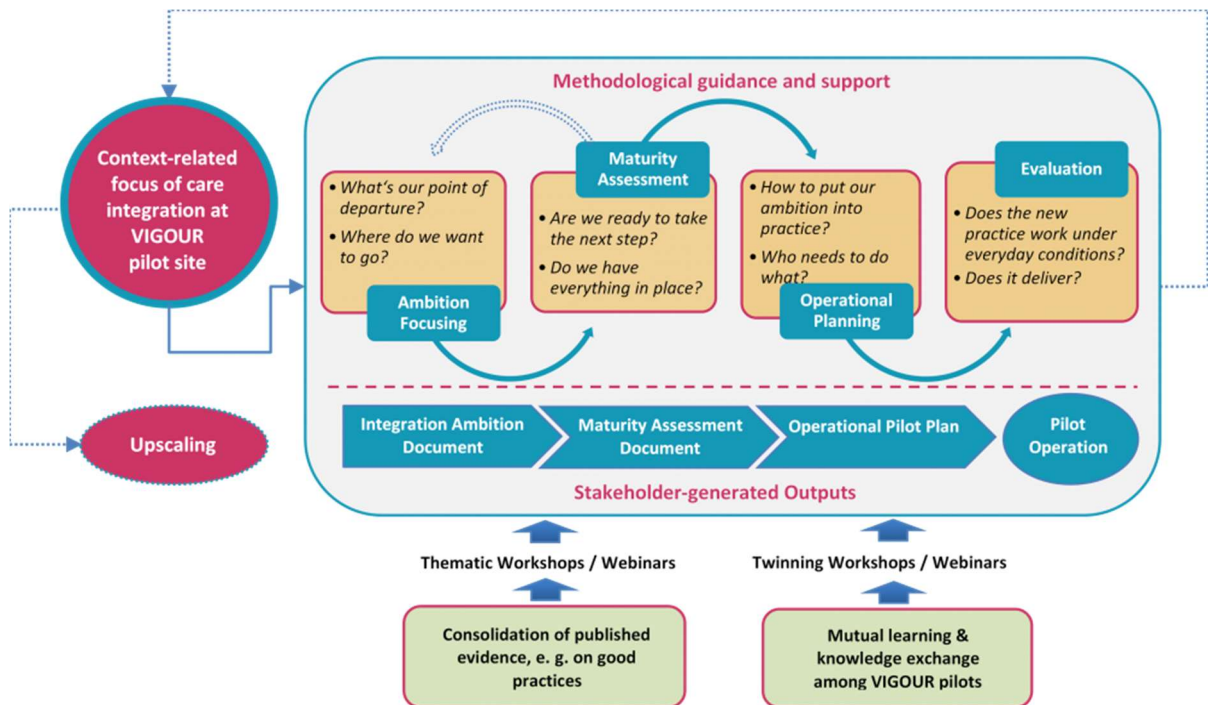 Methodological guidance and support
Context-related
focus of care
integration at
VIGOUR
pilot site
• What's our point of
departure?
• Where do we want
to go?
Ambition
Focusing
Maturity
Assessment
• Are we ready to take
the next step?
• Do we have
everything in place?
• How to put our
ambition into
practice?
• Who needs to do
what?
Operational
Planning
Evaluation
• Does the new
practice work under
everyday conditions?
• Does it deliver?
Upscaling
Integration Ambition
Document
Maturity Assessment
Document
Operational Pilot Plan
Pilot
Operation
Stakeholder-generated Outputs
Thematic Workshops / Webinars
Twinning Workshops / Webinars
Consolidation of published
evidence, e. g. on good
practices
Mutual learning &
knowledge exchange
among VIGOUR pilots